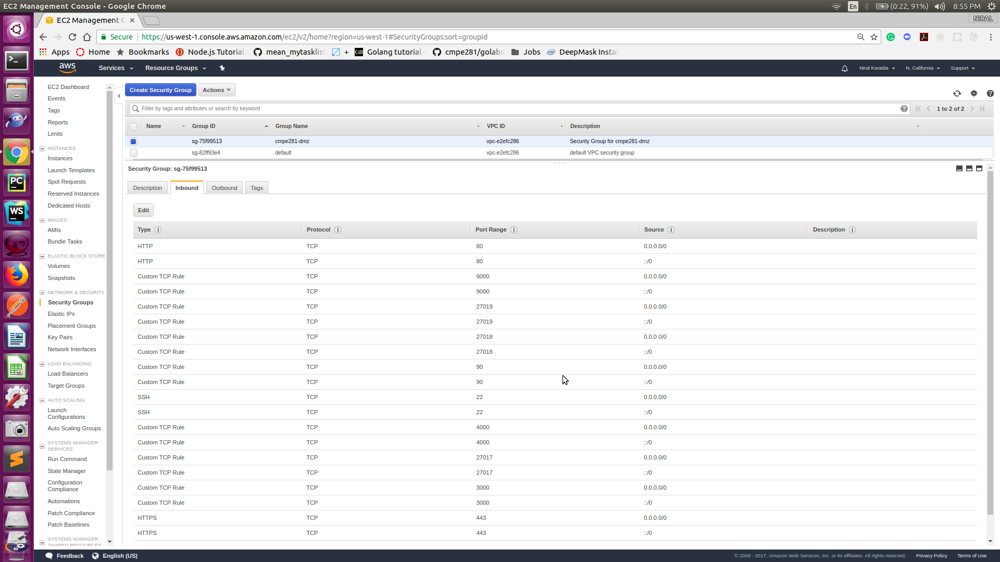 EC2 Management Console - Google Chrome
En (0:22, 91%) 8:55 PM
EC2 Management C
NIRAL
Secure https://us-west-1.console.aws.amazon.com/ec2/v2/home?region=us-west-1#SecurityGroups:sort=groupId
Apps Home Bookmarks Node.js Tutorial mean_mytasklis + GB Golang tutorial - cmpe281/golabs Jobs intel DeepMask Instal
aws Services Resource Groups Niral Koradia N. California Support
EC2 Dashboard
Events
Tags
Reports
Limits
INSTANCES
Instances
Launch Templates
Spot Requests
Reserved Instances
Dedicated Hosts
IMAGES
AMIs
Bundle Tasks
ELASTIC BLOCK STORE
Volumes
Snapshots
NETWORK & SECURITY
Security Groups
Elastic IPs
Placement Groups
Key Pairs
Network Interfaces
LOAD BALANCING
Load Balancers
Target Groups
AUTO SCALING
Launch
Configurations
Auto Scaling Groups
SYSTEMS MANAGER
SERVICES
Run Command
State Manager
Configuration
Compliance
Automations
Patch Compliance
Patch Baselines
SYSTEMS MANAGER
SHARED RESOURCES
PC
WS
Create Security Group Actions
Filter by tags and attributes or search by keyword 1 to 2 of 2
Name Group ID Group Name VPC ID Description
sg-75f99513 cmpe281-dmz vpc-e2efc286 Security Group for cmpe281-dmz
sg-82ff93e4 default vpc-e2efc286 default VPC security group
Security Group: sg-75f99513
Description Inbound Outbound Tags
Edit
Type Protocol Port Range Source Description
HTTP TCP 80 0.0.0.0/0
HTTP TCP 80 ::/0
Custom TCP Rule TCP 9000 0.0.0.0/0
Custom TCP Rule TCP 9000 ::/0
Custom TCP Rule TCP 27019 0.0.0.0/0
Custom TCP Rule TCP 27019 ::/0
Custom TCP Rule TCP 27018 0.0.0.0/0
Custom TCP Rule TCP 27018 ::/0
Custom TCP Rule TCP 90 0.0.0.0/0
Custom TCP Rule TCP 90 ::/0
SSH TCP 22 0.0.0.0/0
SSH TCP 22 ::/0
Custom TCP Rule TCP 4000 0.0.0.0/0
Custom TCP Rule TCP 4000 ::/0
Custom TCP Rule TCP 27017 0.0.0.0/0
Custom TCP Rule TCP 27017 ::/0
Custom TCP Rule TCP 3000 0.0.0.0/0
Custom TCP Rule TCP 3000 ::/0
HTTPS TCP 443 0.0.0.0/0
HTTPS TCP 443 ::/0
Feedback English (US) © 2008 - 2017, Amazon Web Services, Inc. or its affiliates. All rights reserved. Privacy Policy Terms of Use